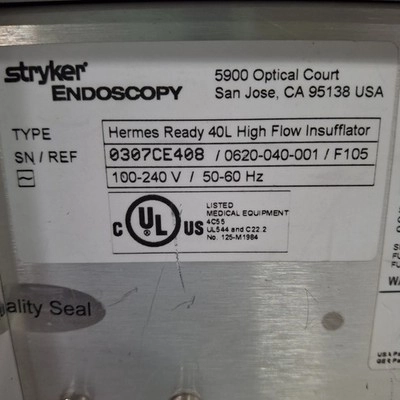 stryker
ENDOSCOPY
5900 Optical Court
San Jose, CA 95138 USA
TYPE Hermes Ready 40L High Flow Insufflator
SN / REF 0307CE408 / 0620-040-001 / F105
100-240 V / 50-60 Hz
C UL US
LISTED
MEDICAL EQUIPMENT
4C55
UL544 and C22.2
No. 125-M1984
ality Seal